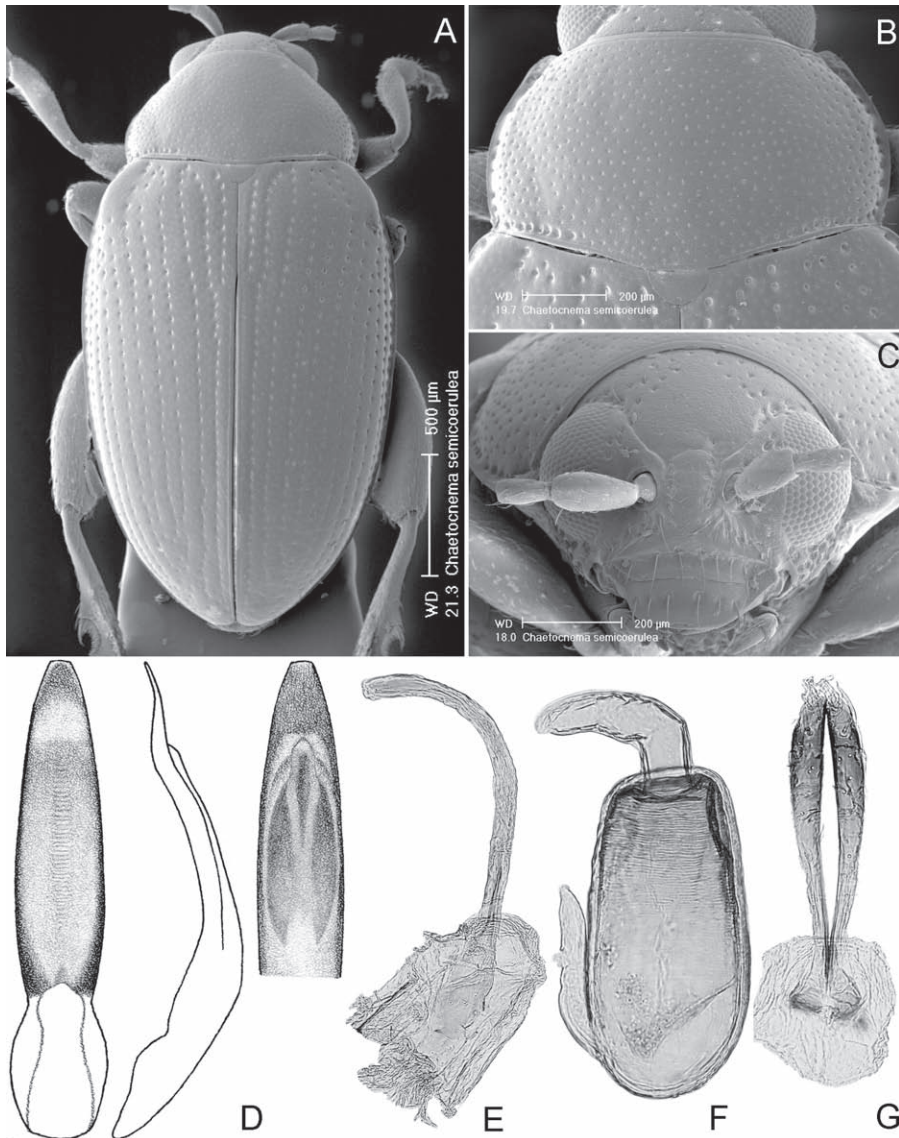 A
500 µm
WD
21.3 Chaetocnema semicoerulea
B
WD 200 µm
19.7 Chaetocnema semicoerulea
C
WD 200 µm
18.0 Chaetocnema semicoerulea
D
E
F
G